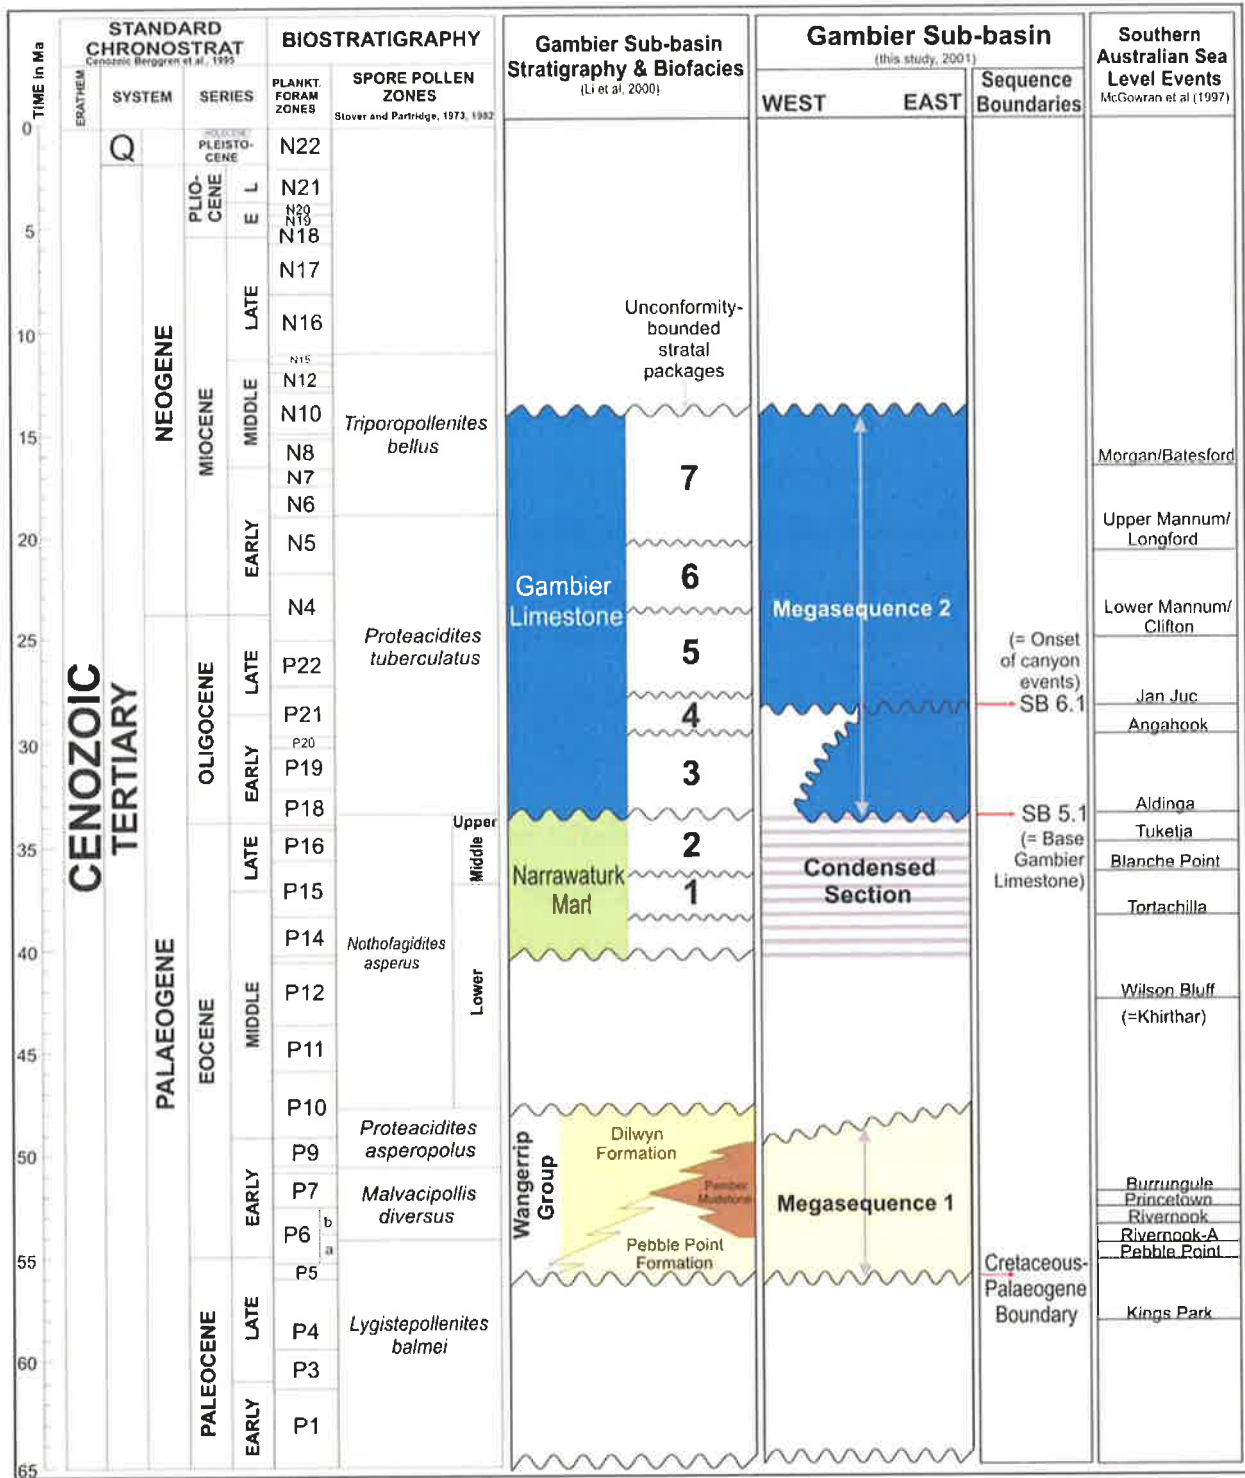 TIME in Ma
STANDARD
CHRONOSTRAT
Cenozoic Berggren et al., 1995
ERATHEM
SYSTEM
SERIES
BIOSTRATIGRAPHY
PLANKT.
FORAM
ZONES
SPORE POLLEN
ZONES
Stover and Partridge, 1973, 1982
Gambier Sub-basin
Stratigraphy & Biofacies
(Li et al, 2000)
Gambier Sub-basin
(this study, 2001)
WEST
EAST
Sequence
Boundaries
Southern
Australian Sea
Level Events
McGowran et al (1997)
0
5
10
15
20
25
30
35
40
45
50
55
60
65
CENOZOIC
TERTIARY
Q
NEOGENE
PALAEOGENE
HOLOCENE
PLEISTO-
CENE
PLIO-
CENE
L
E
MIOCENE
LATE
MIDDLE
EARLY
OLIGOCENE
LATE
EARLY
EOCENE
LATE
MIDDLE
EARLY
PALEOCENE
LATE
EARLY
N22
N21
N20
N19
N18
N17
N16
N15
N12
N10
N8
N7
N6
N5
N4
P22
P21
P20
P19
P18
P16
P15
P14
P12
P11
P10
P9
P7
P6
b
a
P5
P4
P3
P1
Triporopollenites
bellus
Proteacidites
tuberculatus
Nothofagidites
asperus
Upper
Middle
Lower
Proteacidites
asperopolus
Malvacipollis
diversus
Lygistepollenites
balmei
Unconformity-
bounded
stratal
packages
Gambier
Limestone
7
6
5
4
3
2
1
Narrawaturk
Marl
Wangerrip
Group
Dilwyn
Formation
Pember
Mudstone
Pebble Point
Formation
Megasequence 2
Condensed
Section
Megasequence 1
(= Onset
of canyon
events)
SB 6.1
SB 5.1
(= Base
Gambier
Limestone)
Cretaceous-
Palaeogene
Boundary
Morgan/Batesford
Upper Mannum/
Longford
Lower Mannum/
Clifton
Jan Juc
Angahook
Aldinga
Tuketja
Blanche Point
Tortachilla
Wilson Bluff
(=Khirthar)
Burrungule
Princetown
Rivernook
Rivernook-A
Pebble Point
Kings Park